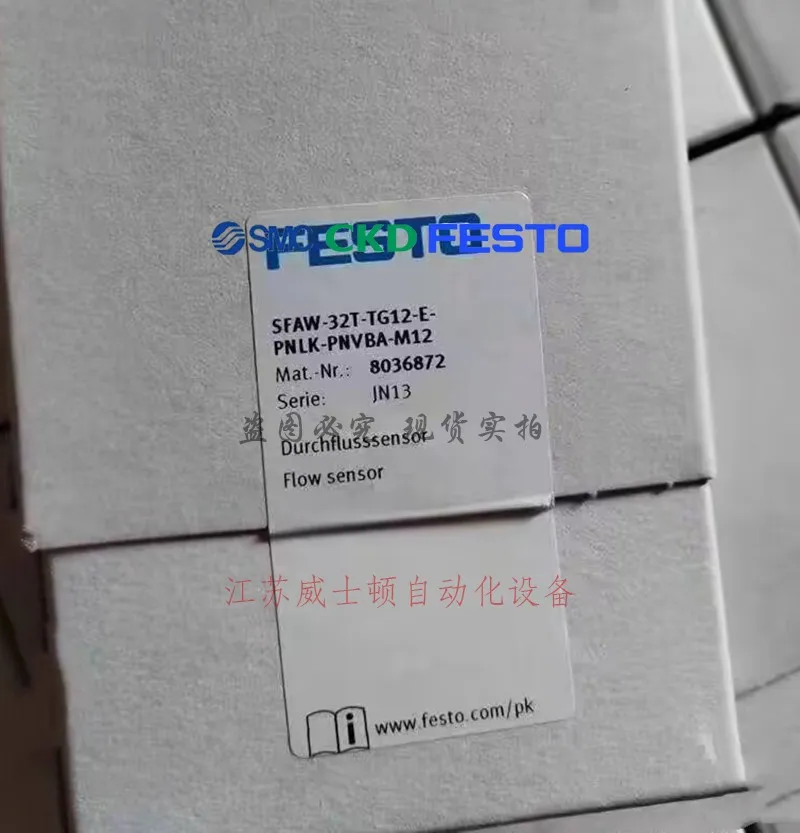 FESTO
SMC CKD FESTO
SFAW-32T-TG12-E-
PNLK-PNVBA-M12
Mat.-Nr.: 8036872
Serie: JN13
盗图必究 现货实拍
Durchflusssensor
Flow sensor
江苏威士顿自动化设备
www.festo.com/pk